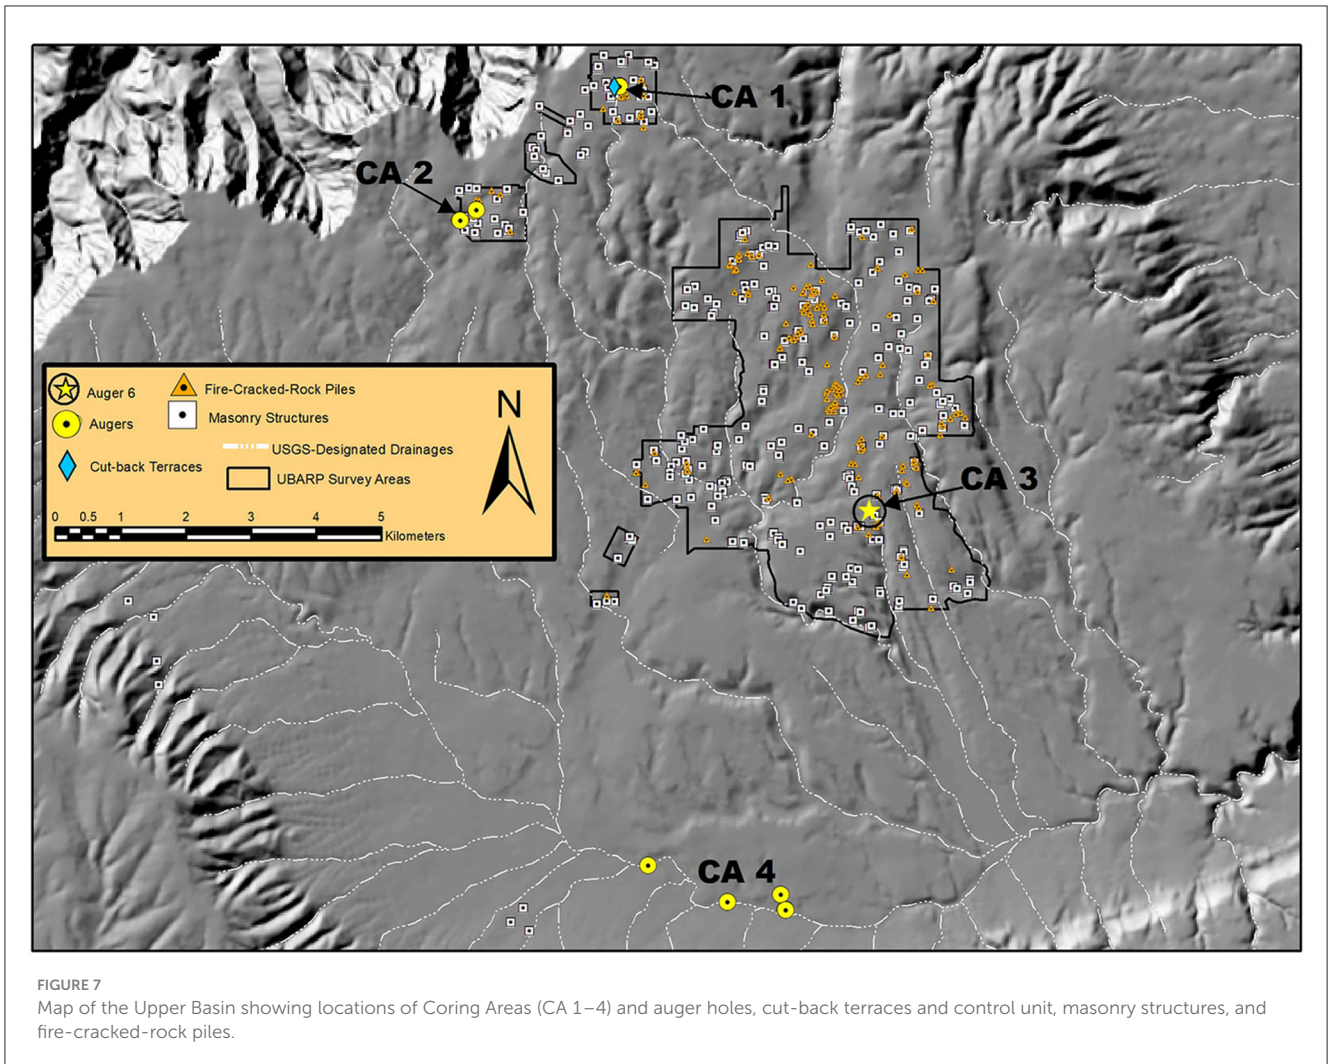 CA 1
CA 2
CA 3
CA 4
Auger 6
Fire-Cracked-Rock Piles
Augers
Masonry Structures
USGS-Designated Drainages
Cut-back Terraces
UBARP Survey Areas
N
0 0.5 1 2 3 4 5
Kilometers
FIGURE 7
Map of the Upper Basin showing locations of Coring Areas (CA 1–4) and auger holes, cut-back terraces and control unit, masonry structures, and
fire-cracked-rock piles.